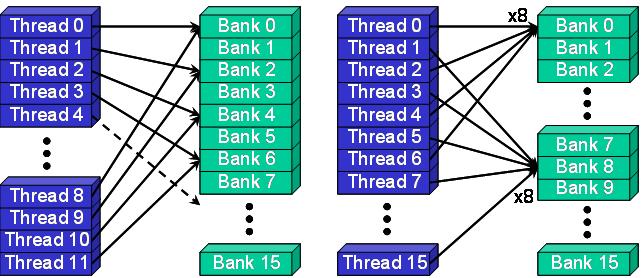 Thread 0
Thread 1
Thread 2
Thread 3
Thread 4
Thread 8
Thread 9
Thread 10
Thread 11
Bank 0
Bank 1
Bank 2
Bank 3
Bank 4
Bank 5
Bank 6
Bank 7
Bank 15
Thread 0
Thread 1
Thread 2
Thread 3
Thread 4
Thread 5
Thread 6
Thread 7
Thread 15
x8
x8
Bank 0
Bank 1
Bank 2
Bank 7
Bank 8
Bank 9
Bank 15